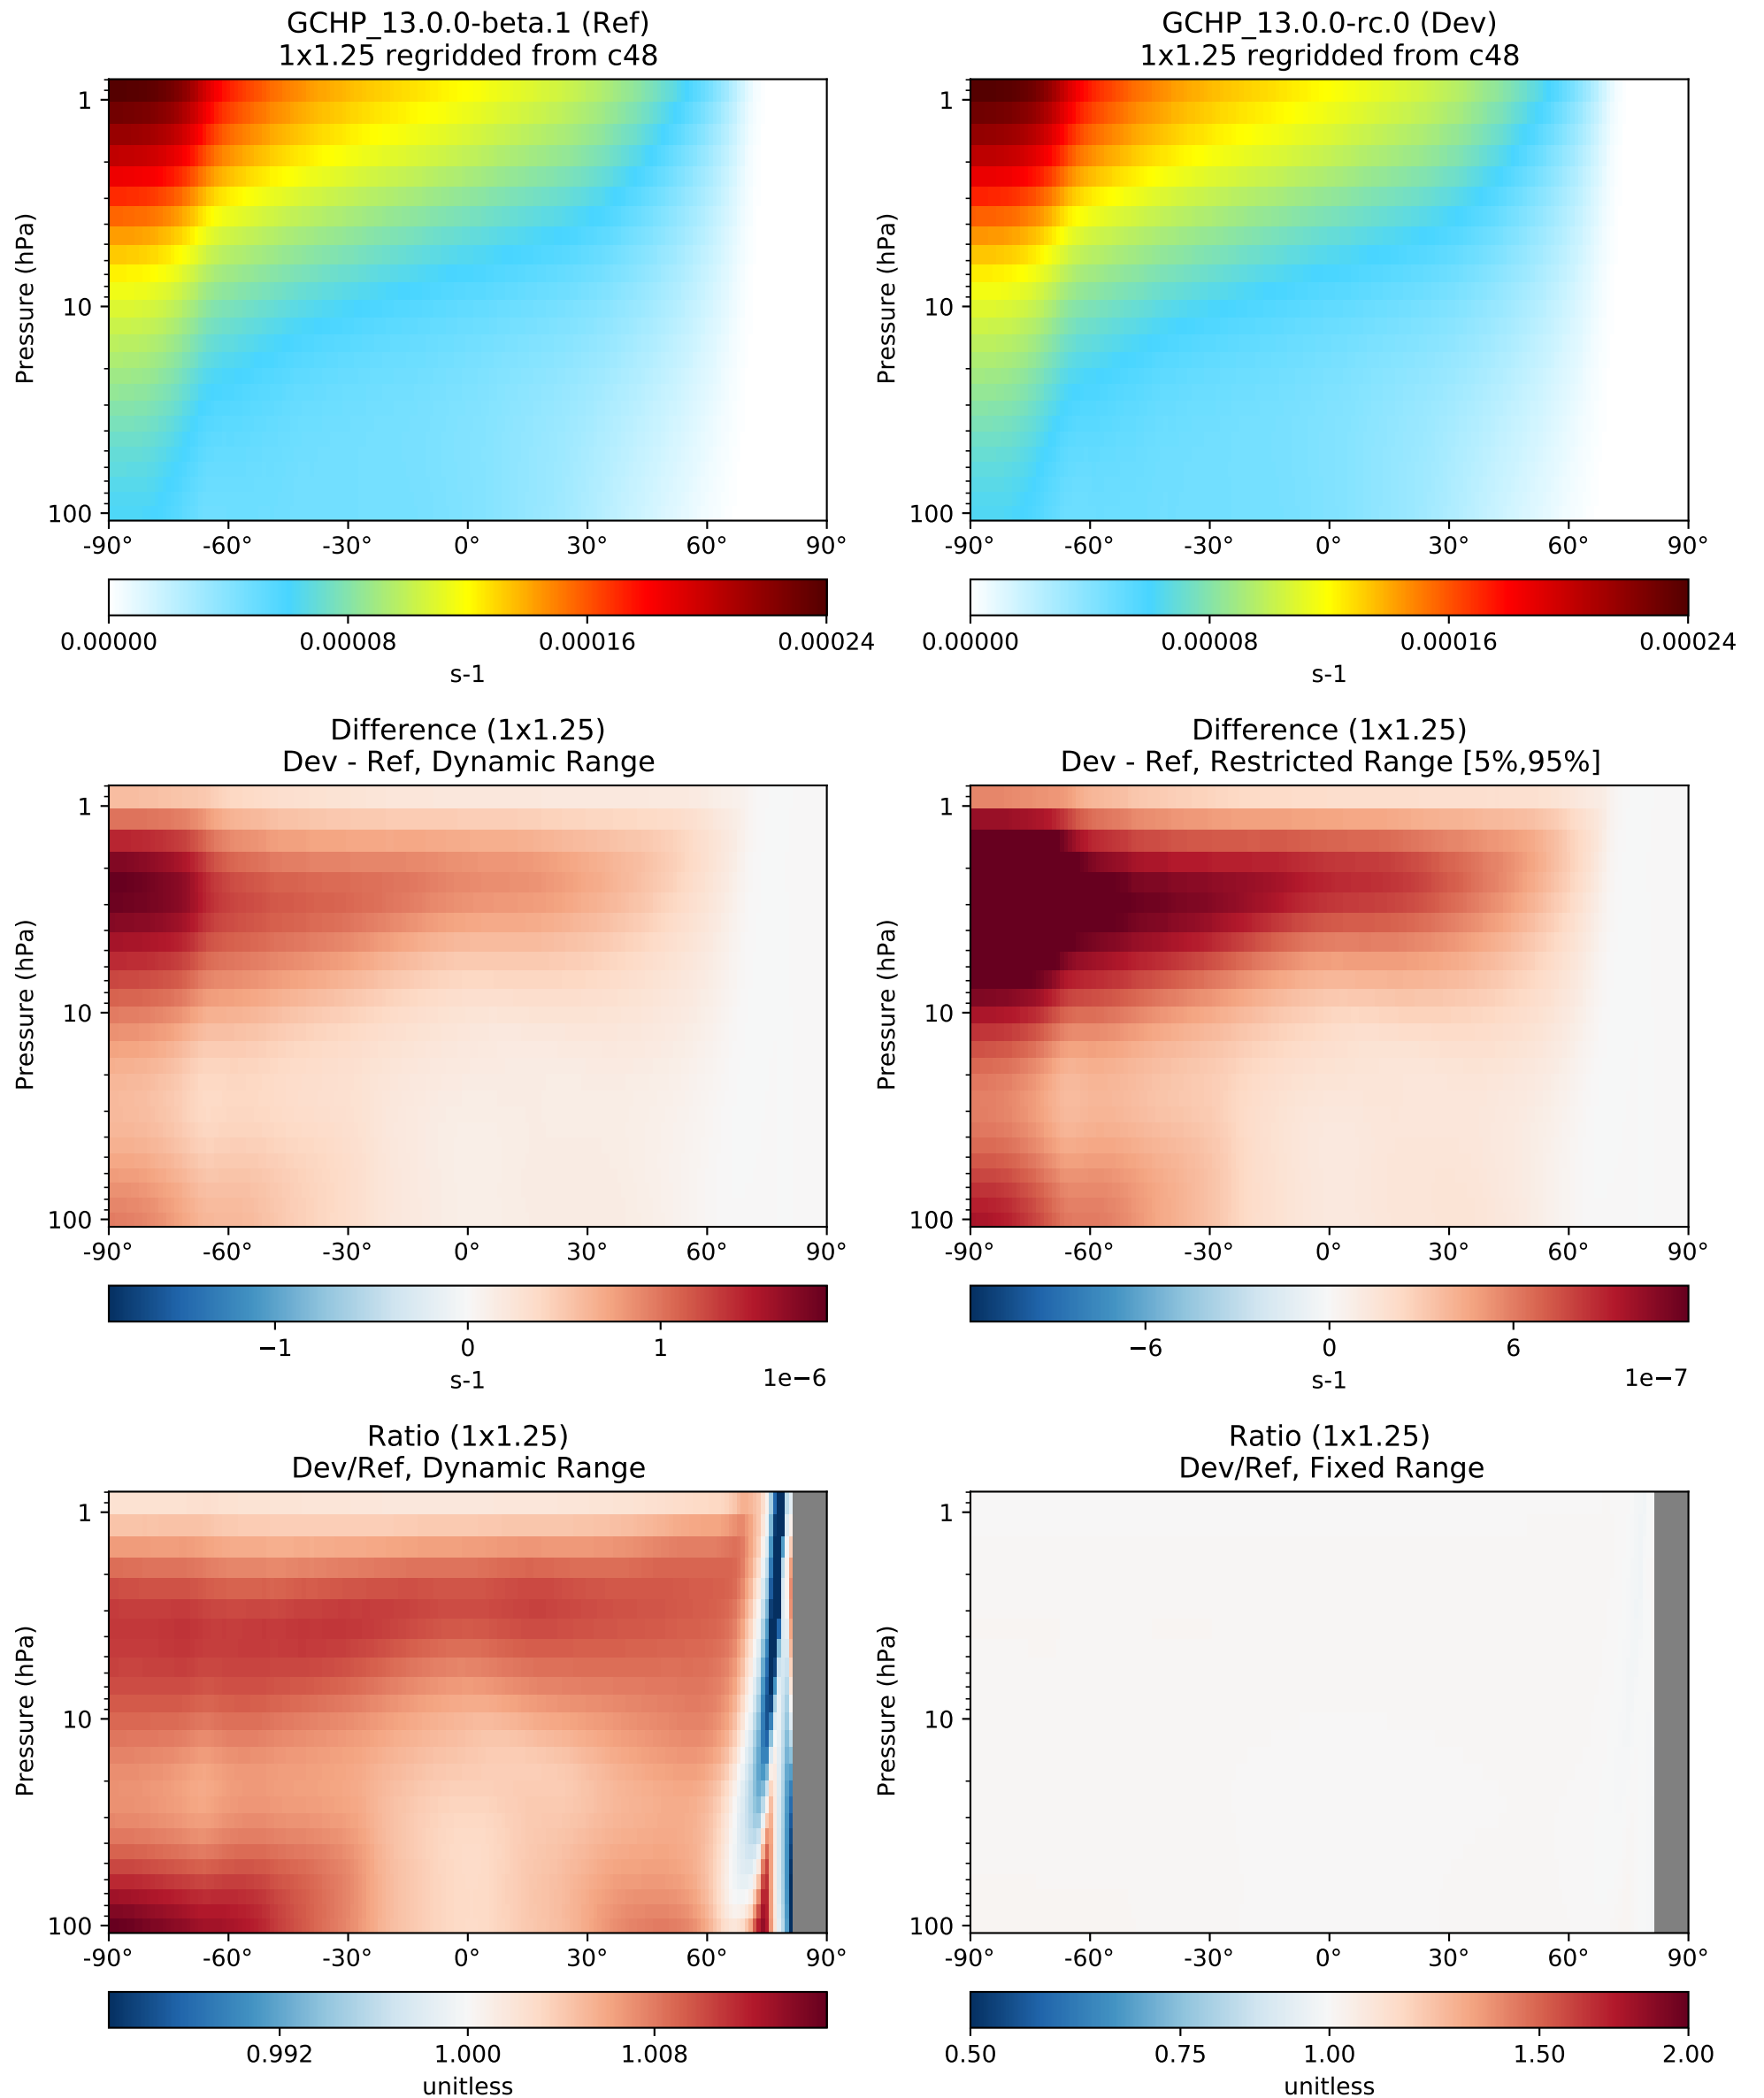 GCHP_13.0.0-beta.1 (Ref)
1x1.25 regridded from c48
1
10
100
Pressure (hPa)
-90° -60° -30° 0° 30° 60° 90°
0.00000 0.00008 0.00016 0.00024
s-1
GCHP_13.0.0-rc.0 (Dev)
1x1.25 regridded from c48
1
10
100
Pressure (hPa)
-90° -60° -30° 0° 30° 60° 90°
0.00000 0.00008 0.00016 0.00024
s-1
Difference (1x1.25)
Dev - Ref, Dynamic Range
1
10
100
Pressure (hPa)
-90° -60° -30° 0° 30° 60° 90°
−1 0 1
s-1 1e−6
Difference (1x1.25)
Dev - Ref, Restricted Range [5%,95%]
1
10
100
Pressure (hPa)
-90° -60° -30° 0° 30° 60° 90°
−6 0 6
s-1 1e−7
Ratio (1x1.25)
Dev/Ref, Dynamic Range
1
10
100
Pressure (hPa)
-90° -60° -30° 0° 30° 60° 90°
0.992 1.000 1.008
unitless
Ratio (1x1.25)
Dev/Ref, Fixed Range
1
10
100
Pressure (hPa)
-90° -60° -30° 0° 30° 60° 90°
0.50 0.75 1.00 1.50 2.00
unitless